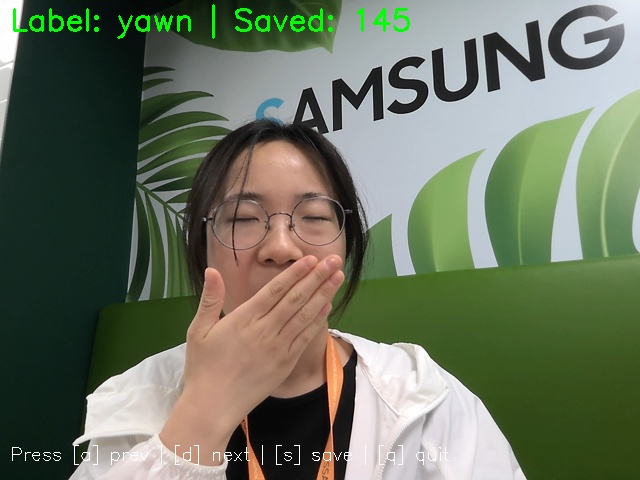 Label: yawn | Saved: 145
SAMSUNG
Press [a] prev | [d] next | [s] save | [q] quit